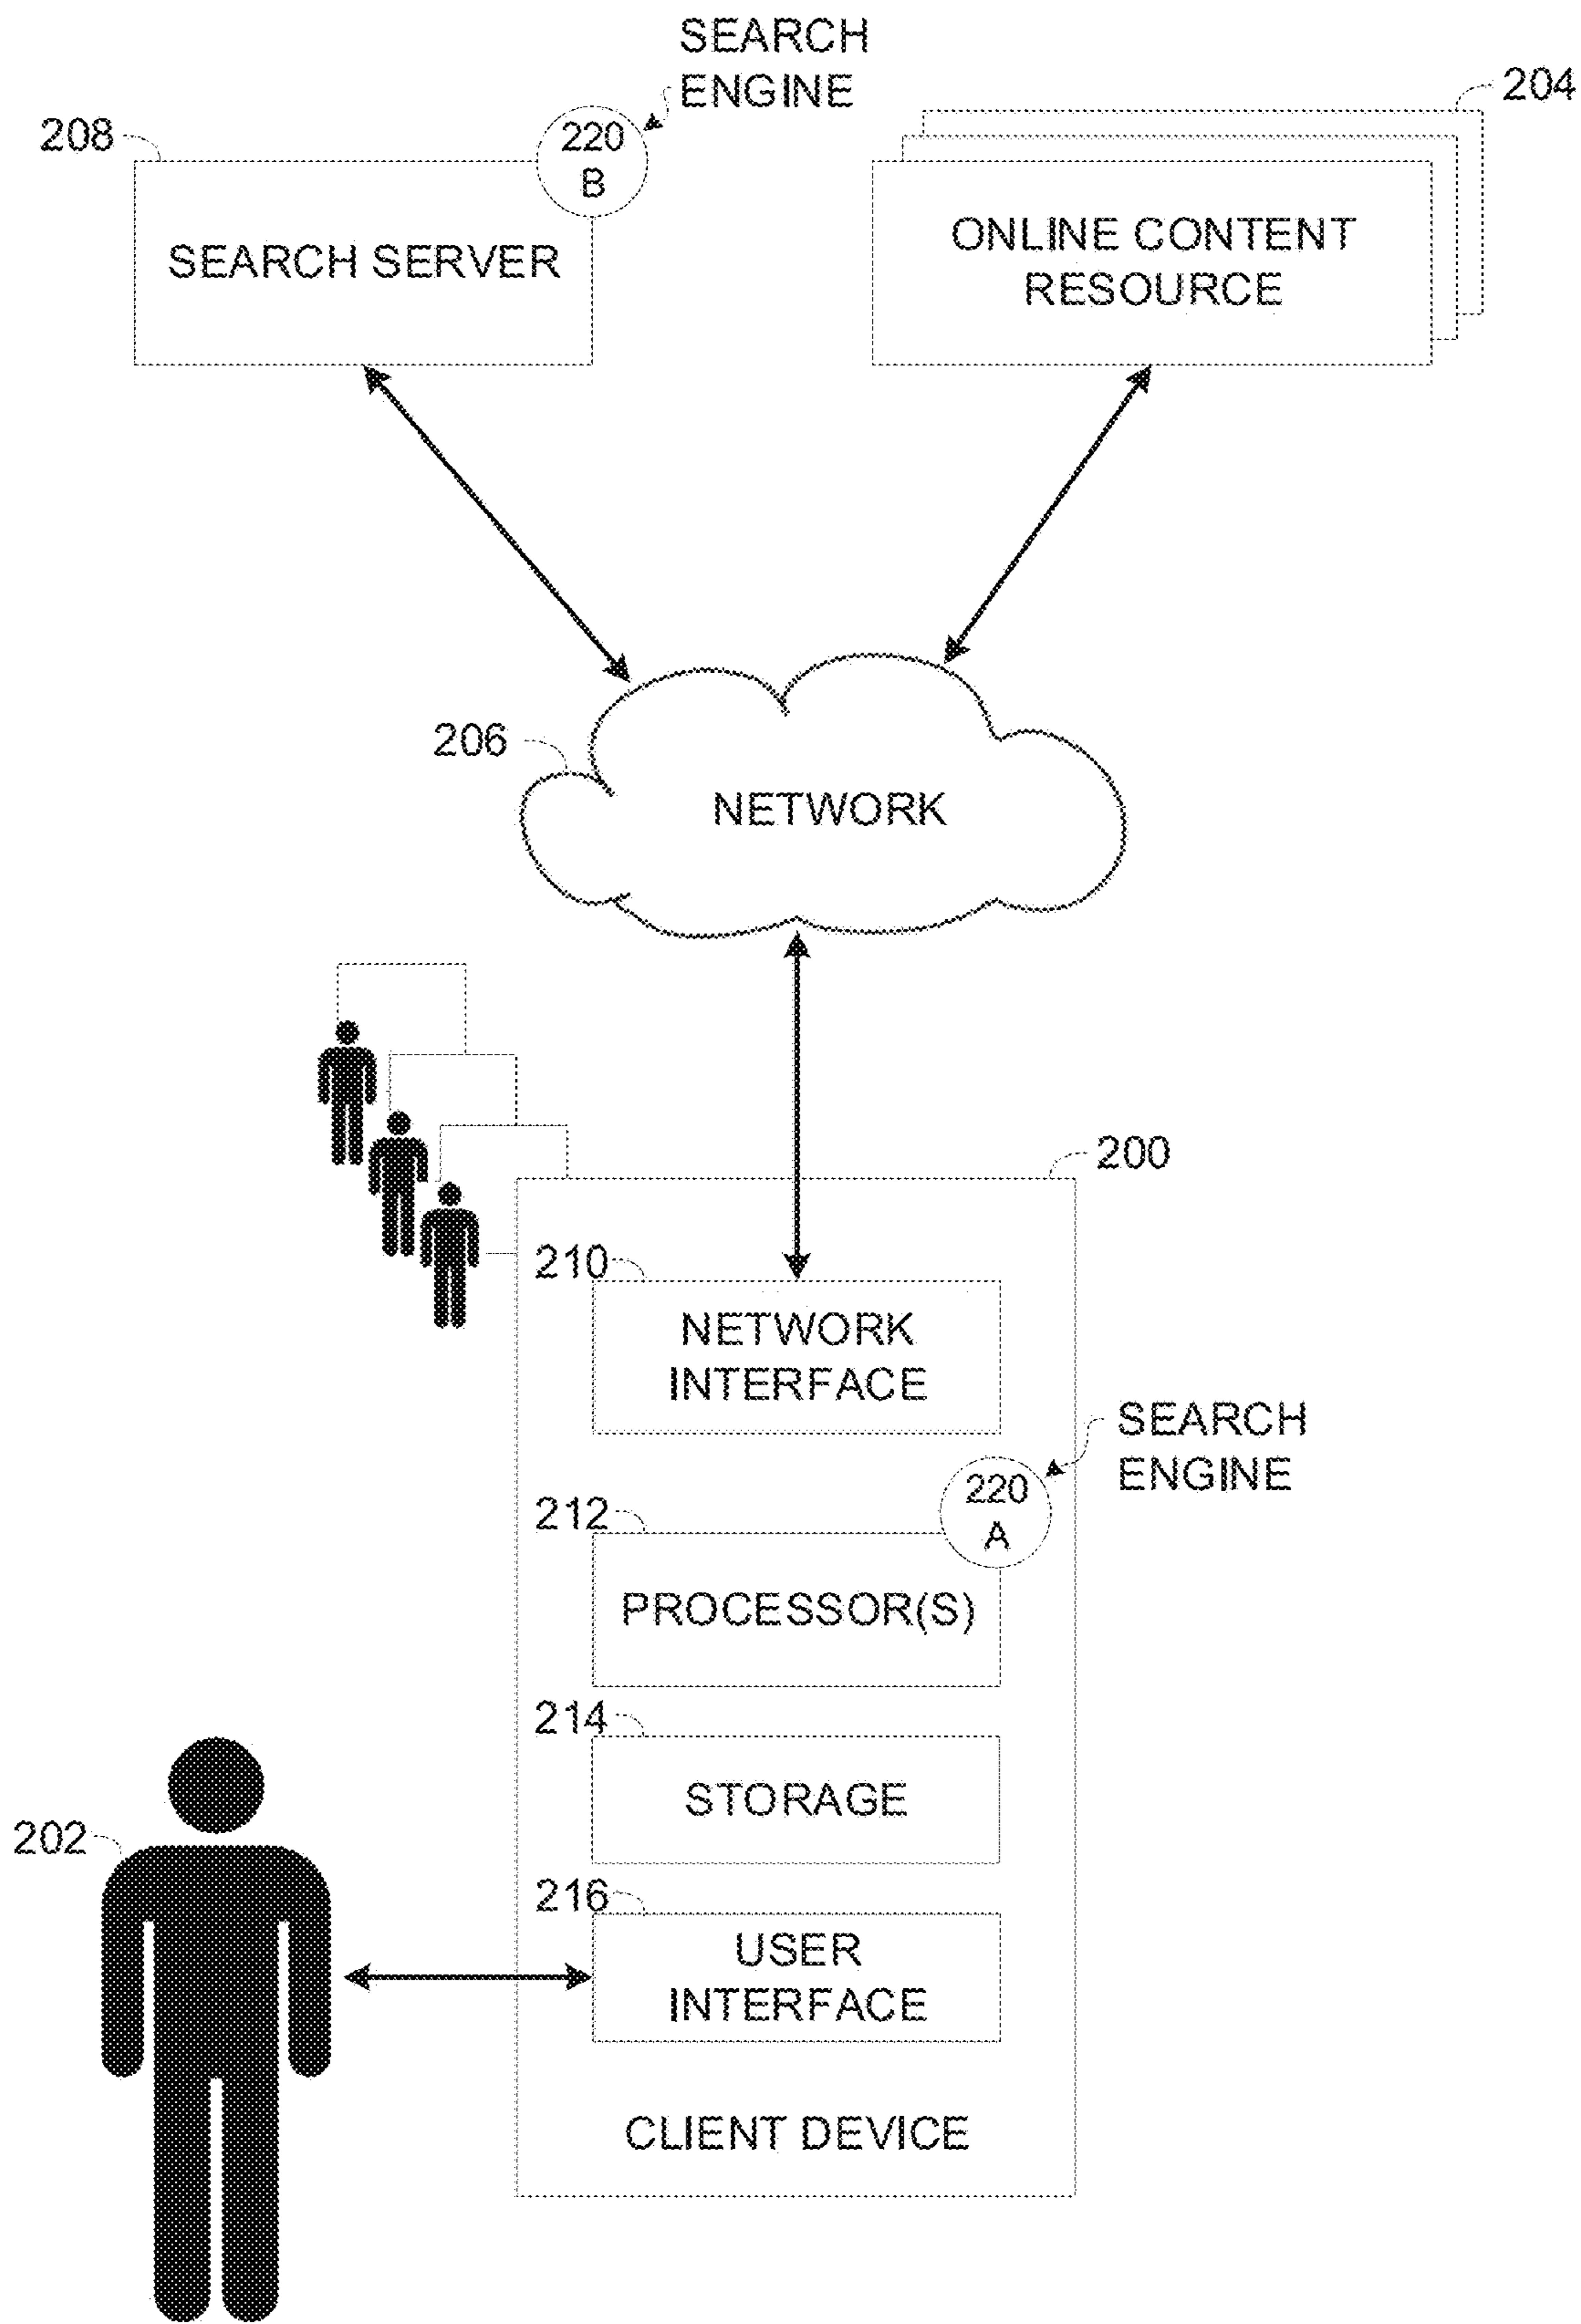 SEARCH
ENGINE
204
208
220
B
SEARCH SERVER
ONLINE CONTENT
RESOURCE
206
NETWORK
200
210
NETWORK
INTERFACE
SEARCH
ENGINE
220
A
212
PROCESSOR(S)
214
STORAGE
202
216
USER
INTERFACE
CLIENT DEVICE